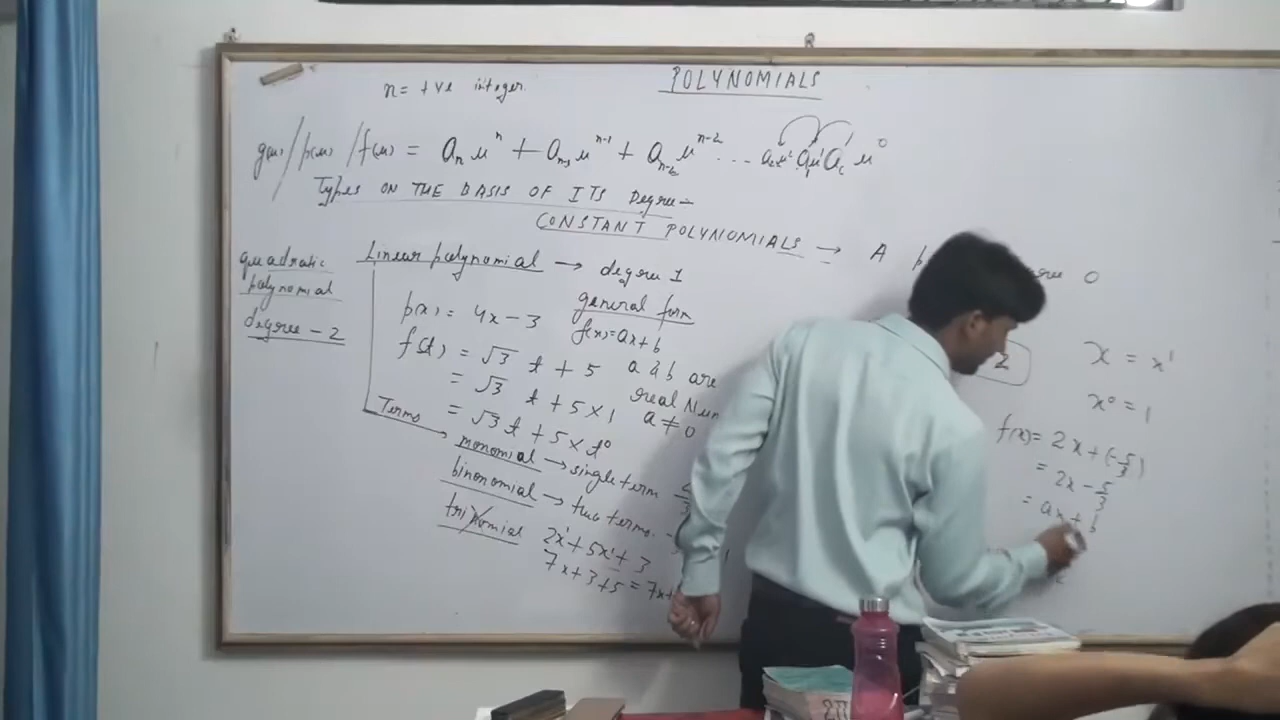 POLYNOMIALS
n = +ve integer.
g(x)/p(x)/f(x) = aₙxⁿ + aₙ₋₁xⁿ⁻¹ + aₙ₋₂xⁿ⁻² ...
Types ON THE BASIS OF ITS Degree –
CONSTANT POLYNOMIALS → A
0
quadratic
polynomial
degree – 2
Linear polynomial → degree 1
p(x) = 4x – 3
f(t) = √3 t + 5
= √3 t + 5 × 1
= √3 t + 5 × t⁰
general form
f(x) = ax + b
a & b are
real Num
a ≠ 0
Terms
monomial → single term
binomial → two terms.
trinomial
2x² + 5x¹ + 3
7x + 3 + 5 = 7x +
2
x = x¹
x⁰ = 1
f(x) = 2x + (-5/3)
= 2x - 5/3
= ax + b